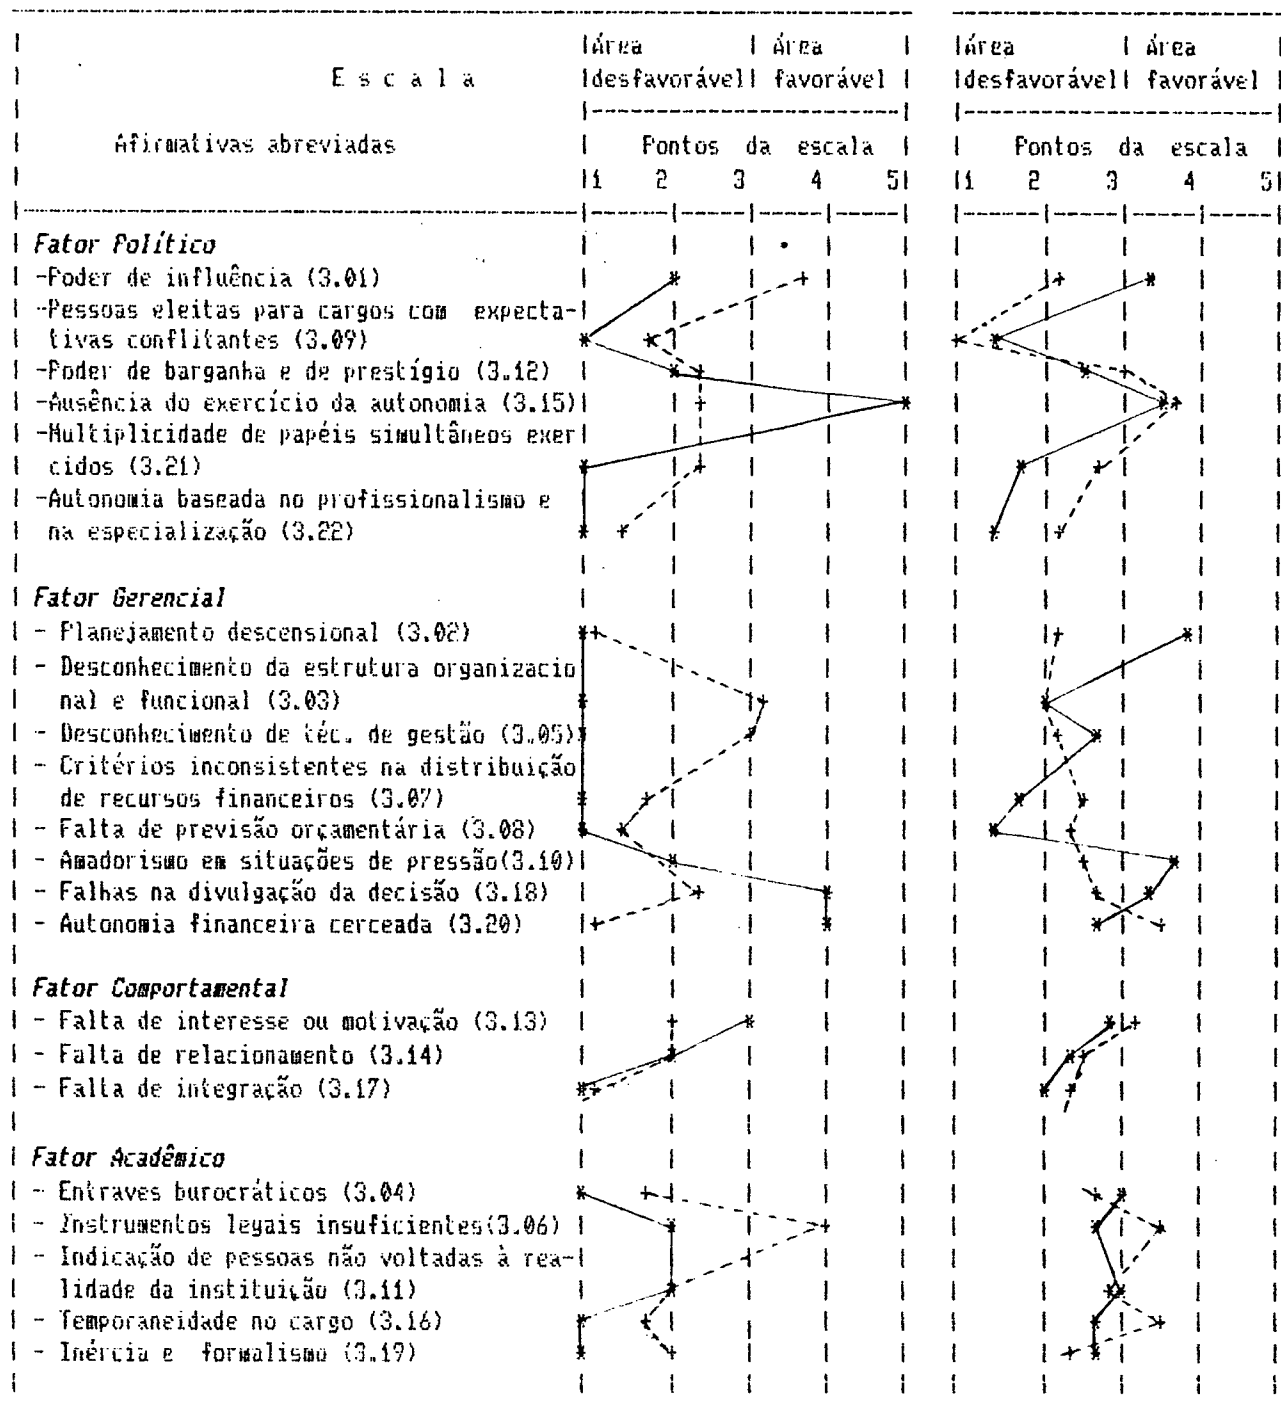 Área Área Área Área
E s c a l a desfavorável favorável desfavorável favorável
Afirmativas abreviadas Pontos da escala Pontos da escala
1 2 3 4 5 1 2 3 4 5
Fator Político
-Poder de influência (3.01)
-Pessoas eleitas para cargos com expecta-
tivas conflitantes (3.09)
-Poder de barganha e de prestígio (3.12)
-Ausência do exercício da autonomia (3.15)
-Multiplicidade de papéis simultâneos exer
cidos (3.21)
-Autonomia baseada no profissionalismo e
na especialização (3.22)
Fator Gerencial
- Planejamento descensional (3.02)
- Desconhecimento da estrutura organizacio
nal e funcional (3.03)
- Desconhecimento de téc. de gestão (3.05)
- Critérios inconsistentes na distribuição
de recursos financeiros (3.07)
- Falta de previsão orçamentária (3.08)
- Amadorismo em situações de pressão(3.10)
- Falhas na divulgação da decisão (3.18)
- Autonomia financeira cerceada (3.20)
Fator Comportamental
- Falta de interesse ou motivação (3.13)
- Falta de relacionamento (3.14)
- Falta de integração (3.17)
Fator Acadêmico
- Entraves burocráticos (3.04)
- Instrumentos legais insuficientes(3.06)
- Indicação de pessoas não voltadas à rea-
lidade da instituição (3.11)
- Temporaneidade no cargo (3.16)
- Inércia e formalismo (3.19)